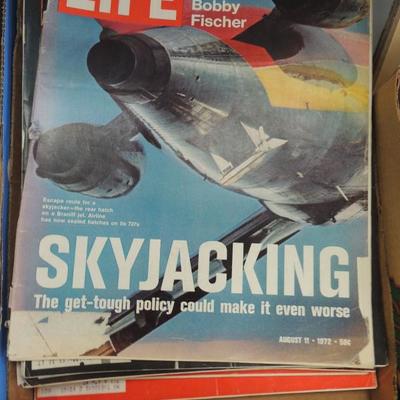 LIFE
Bobby
Fischer
Escape route for a
skyjacker—the rear hatch
on a Braniff jet. Airline
has now sealed hatches on its 727s
SKYJACKING
The get-tough policy could make it even worse
AUGUST 11 • 1972 • 50¢